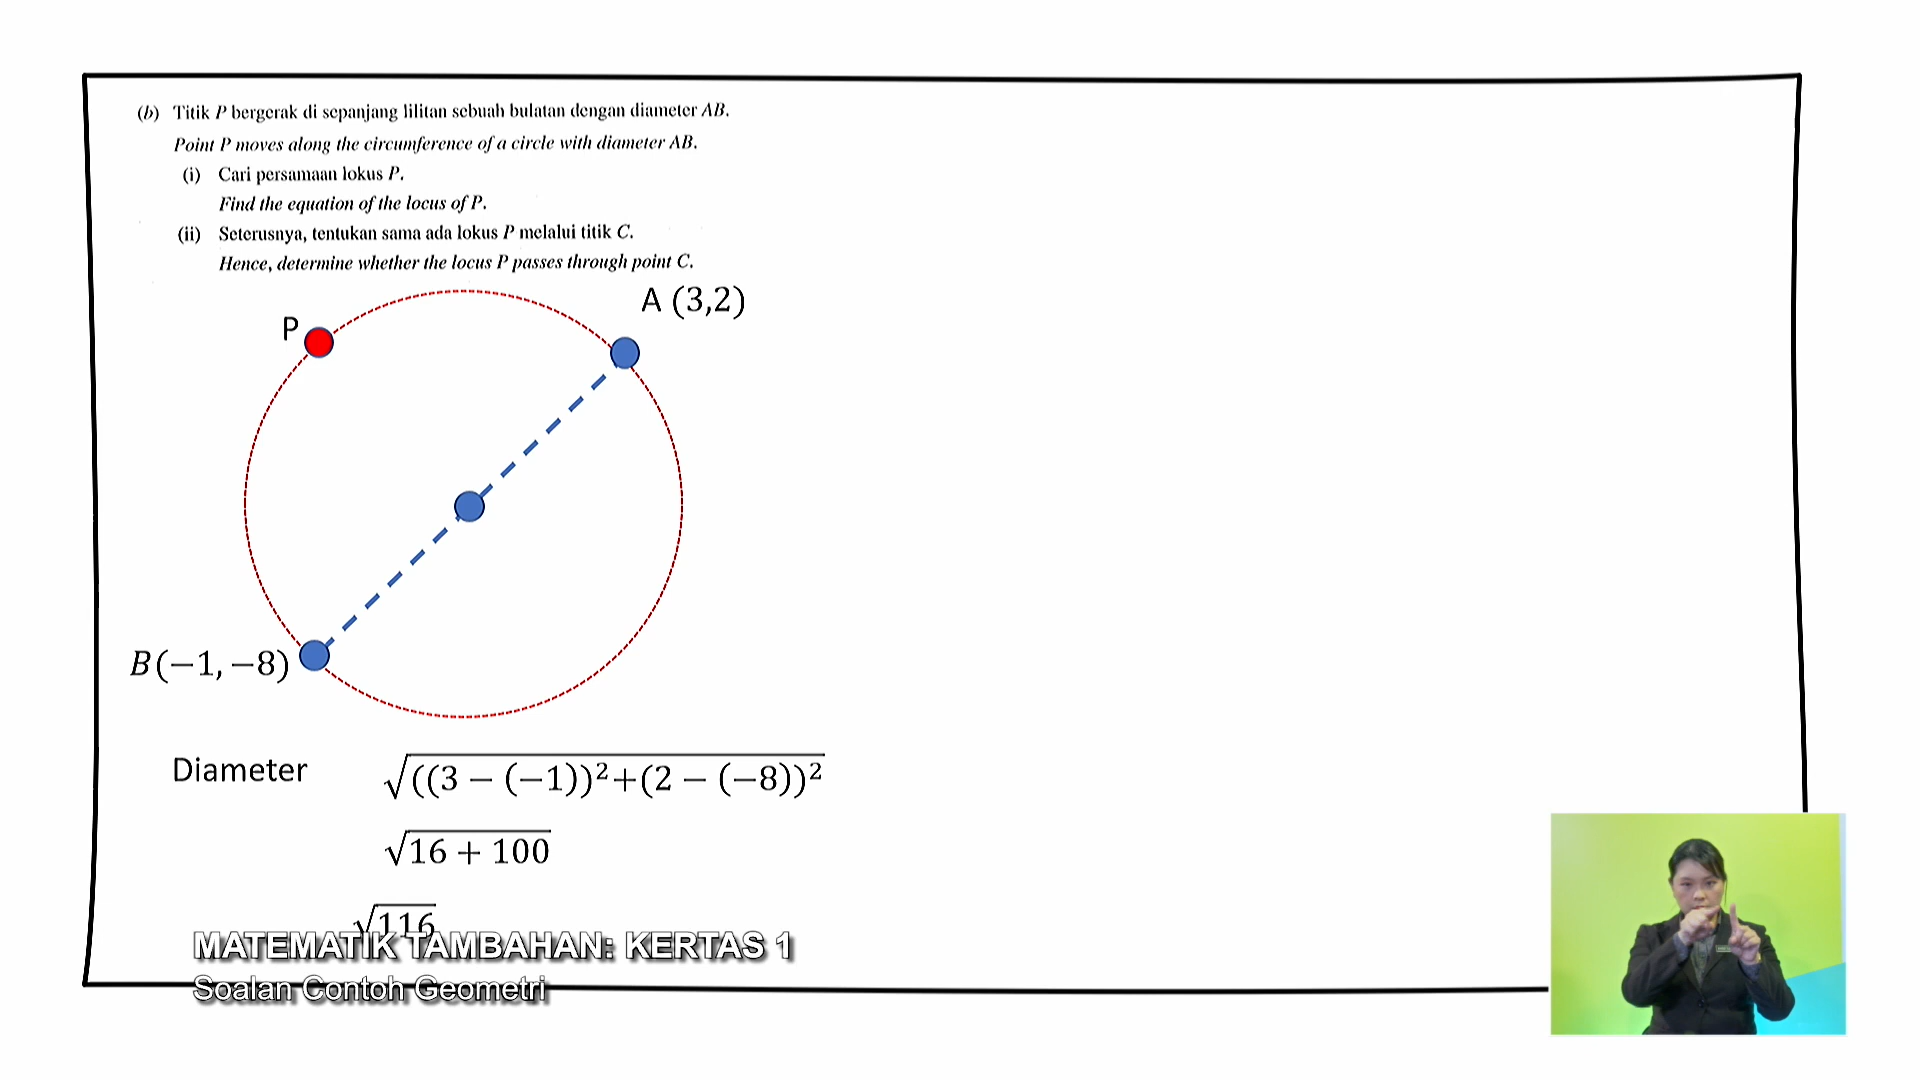 (b) Titik P bergerak di sepanjang lilitan sebuah bulatan dengan diameter AB.
Point P moves along the circumference of a circle with diameter AB.
(i) Cari persamaan lokus P.
Find the equation of the locus of P.
(ii) Seterusnya, tentukan sama ada lokus P melalui titik C.
Hence, determine whether the locus P passes through point C.
A (3,2)
P
B(−1, −8)
Diameter √((3 − (−1))²+(2 − (−8))²
√16 + 100
√116
MATEMATIK TAMBAHAN: KERTAS 1
Soalan Contoh Geometri